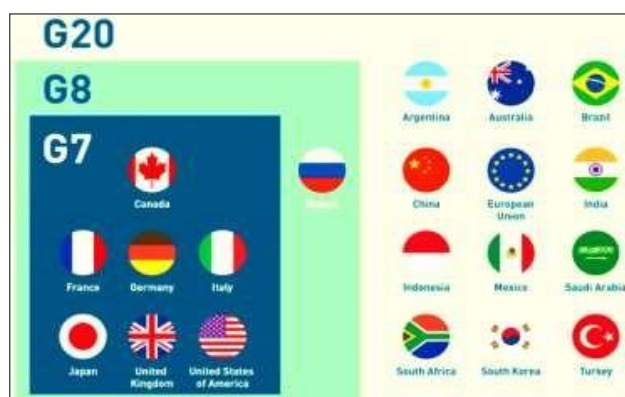 G20
G8
G7
Canada
France Germany Italy
Japan United
Kingdom United States
of America
Russia
Argentina Australia Brazil
China European
Union India
Indonesia Mexico Saudi Arabia
South Africa South Korea Turkey